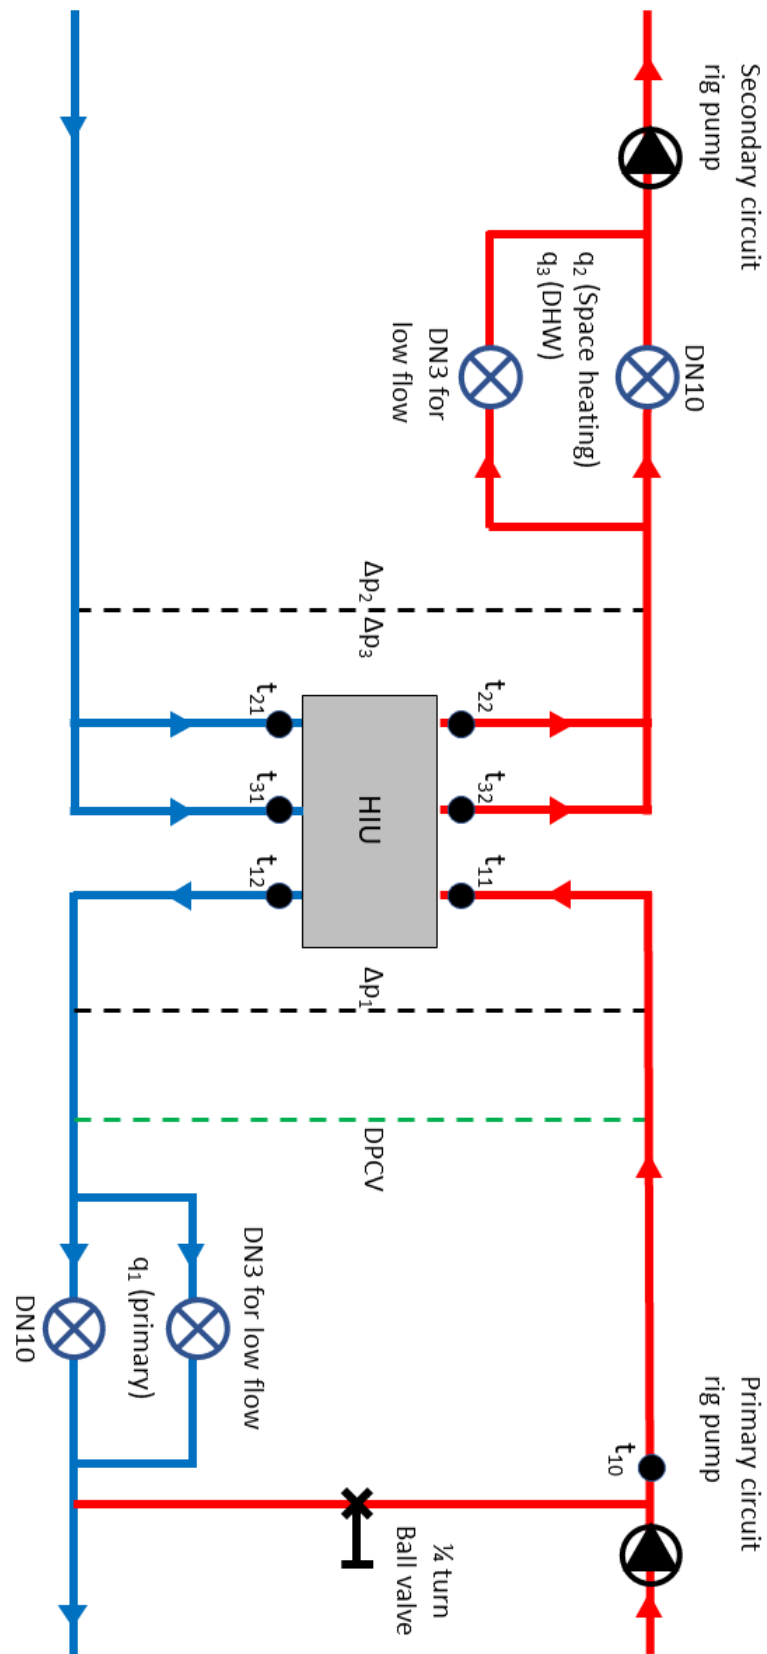 Secondary circuit
rig pump
Primary circuit
rig pump
DN10
t₁₀
q₂ (Space heating)
q₃ (DHW)
t₂₂
t₃₂
t₁₁
DN3 for
low flow
¼ turn
Ball valve
Δp₂ Δp₃
HIU
Δp₁
DPCV
t₂₁
t₃₁
t₁₂
DN3 for low flow
q₁ (primary)
DN10